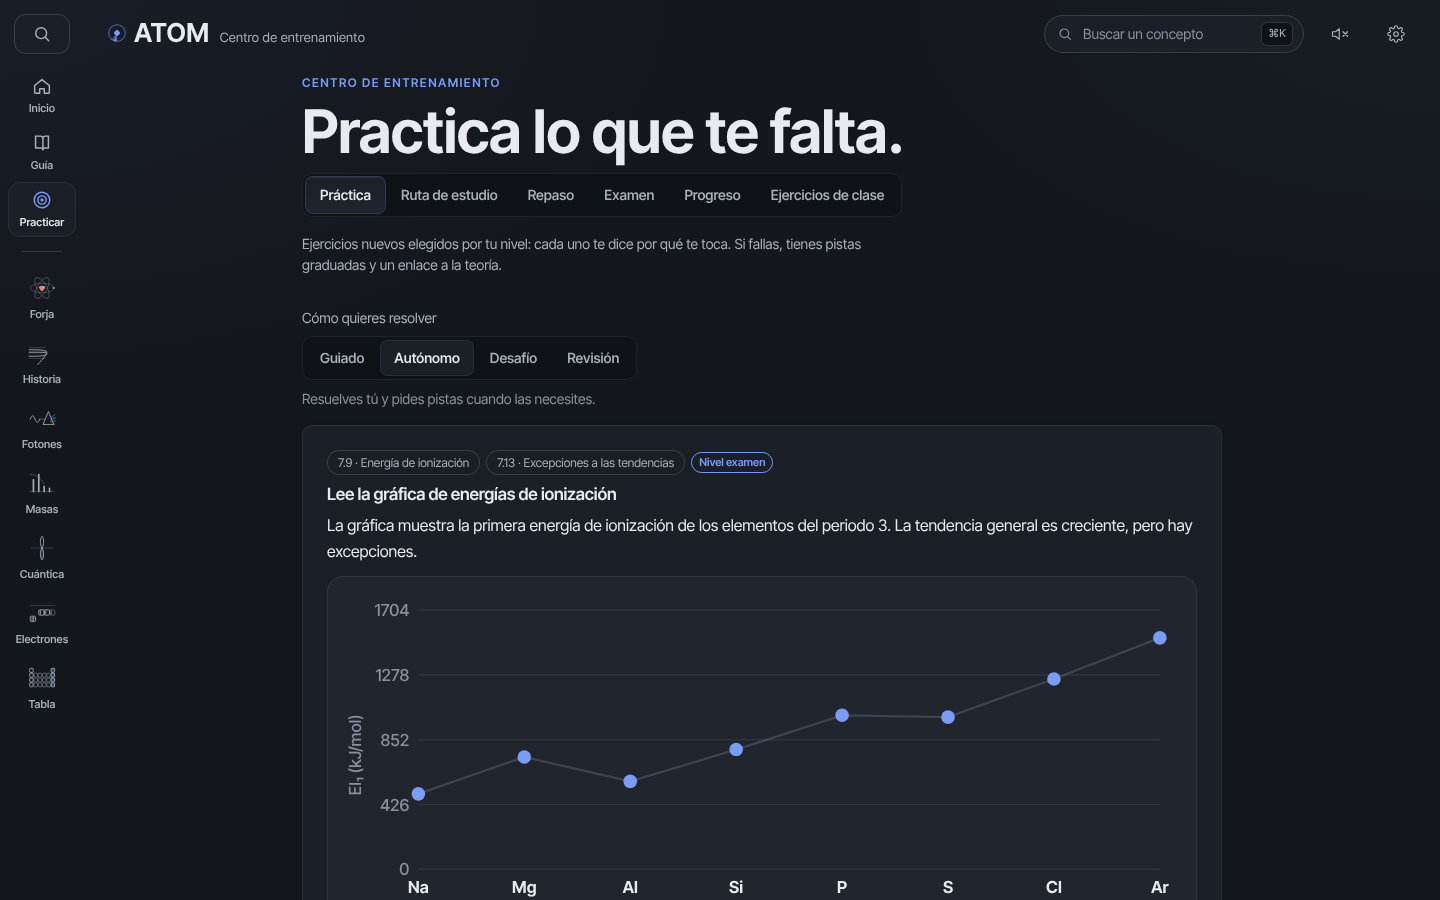 ATOM Centro de entrenamiento
Buscar un concepto ⌘K
Inicio
Guía
Practicar
Forja
Historia
Fotones
Masas
Cuántica
Electrones
Tabla
CENTRO DE ENTRENAMIENTO
Practica lo que te falta.
Práctica Ruta de estudio Repaso Examen Progreso Ejercicios de clase
Ejercicios nuevos elegidos por tu nivel: cada uno te dice por qué te toca. Si fallas, tienes pistas
graduadas y un enlace a la teoría.
Cómo quieres resolver
Guiado Autónomo Desafío Revisión
Resuelves tú y pides pistas cuando las necesites.
7.9 · Energía de ionización 7.13 · Excepciones a las tendencias Nivel examen
Lee la gráfica de energías de ionización
La gráfica muestra la primera energía de ionización de los elementos del periodo 3. La tendencia general es creciente, pero hay
excepciones.
EI₁ (kJ/mol)
1704
1278
852
426
0
Na Mg Al Si P S Cl Ar